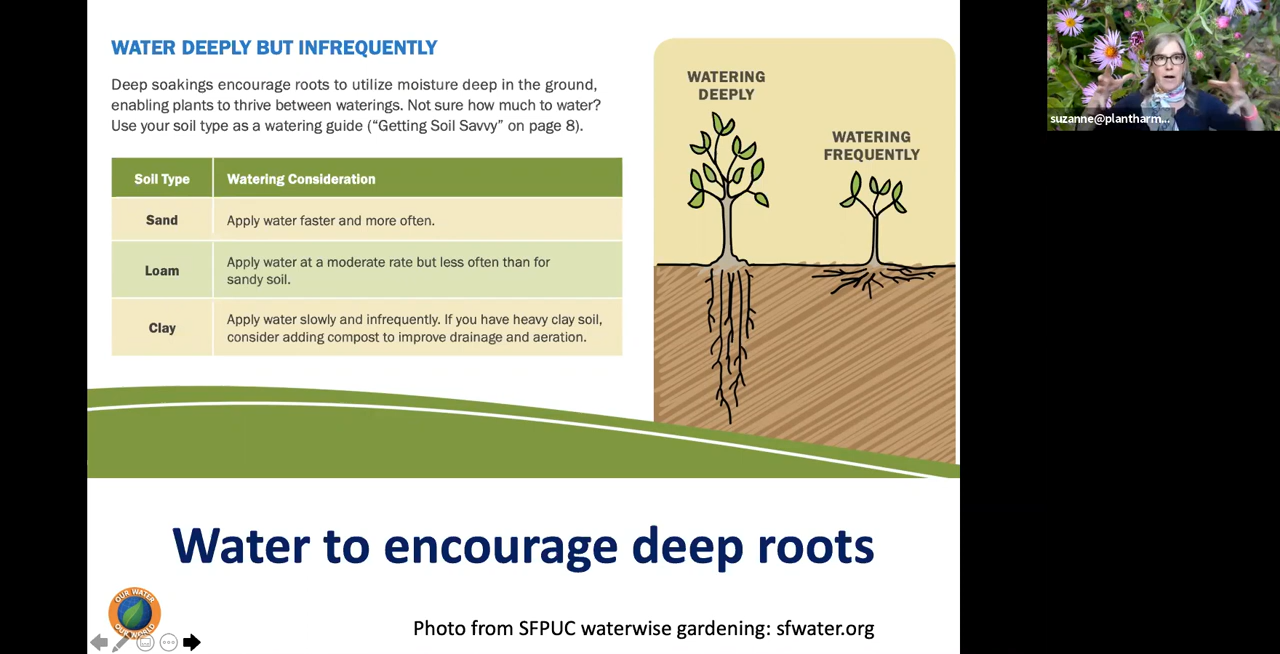 WATER DEEPLY BUT INFREQUENTLY
Deep soakings encourage roots to utilize moisture deep in the ground,
enabling plants to thrive between waterings. Not sure how much to water?
Use your soil type as a watering guide (“Getting Soil Savvy” on page 8).
Soil Type
Watering Consideration
Sand
Apply water faster and more often.
Loam
Apply water at a moderate rate but less often than for
sandy soil.
Clay
Apply water slowly and infrequently. If you have heavy clay soil,
consider adding compost to improve drainage and aeration.
WATERING
DEEPLY
WATERING
FREQUENTLY
suzanne@plantharm...
Water to encourage deep roots
OUR WATER
OUR WORLD
Photo from SFPUC waterwise gardening: sfwater.org